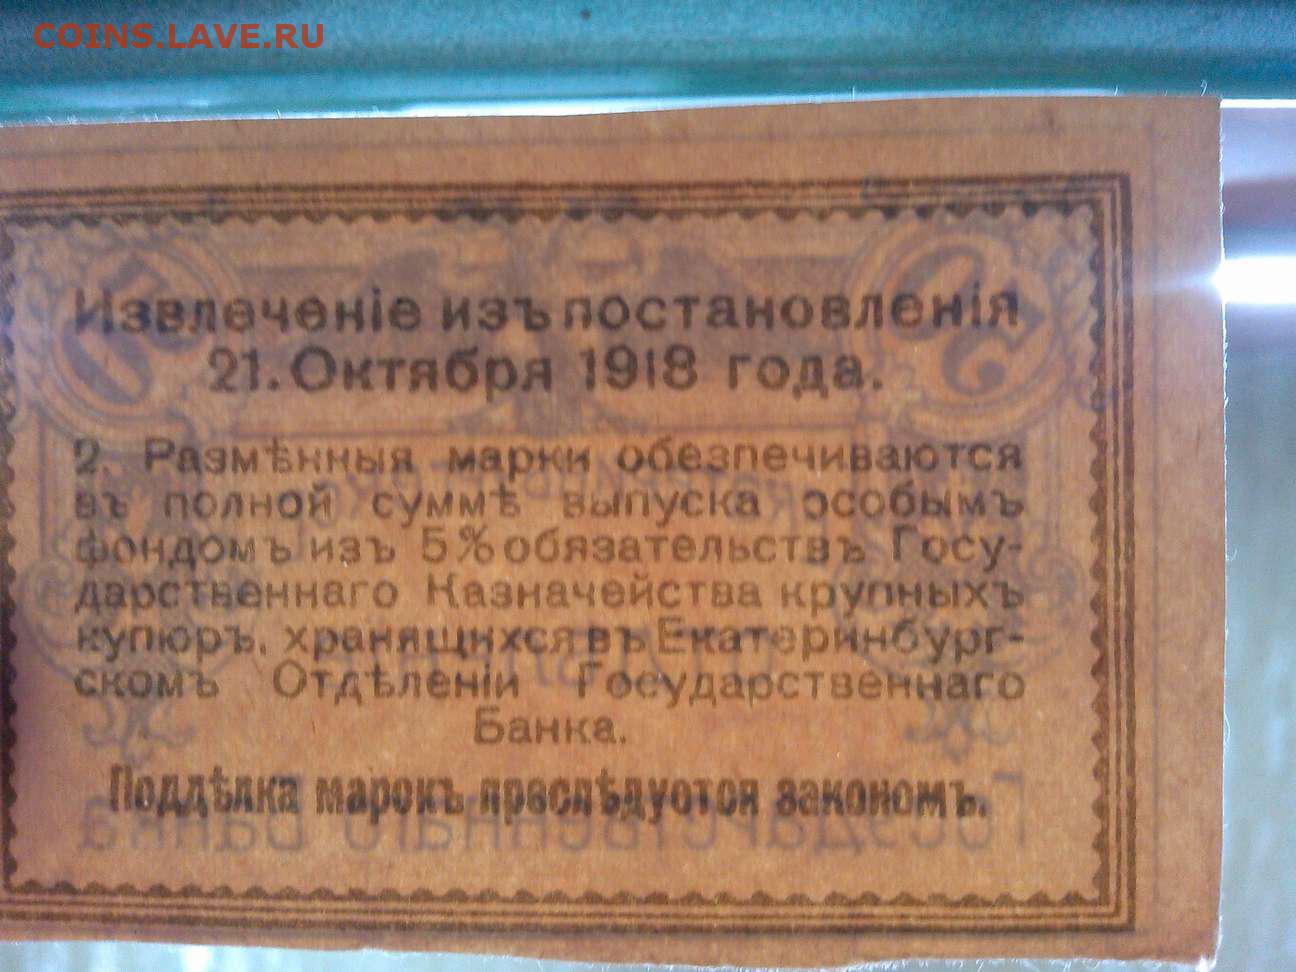 COINS.LAVE.RU
Извлеченіе изъ постановленія
21. Октября 1918 года.
2. Размѣнныя марки обезпечиваются
въ полной суммѣ выпуска особымъ
фондомъ изъ 5% обязательствъ Госу-
дарственнаго Казначейства крупныхъ
купюръ, хранящихся въ Екатеринбург-
скомъ Отдѣленіи Государственнаго
Банка.
Поддѣлка марокъ преслѣдуется закономъ.
Государственнаго Банка